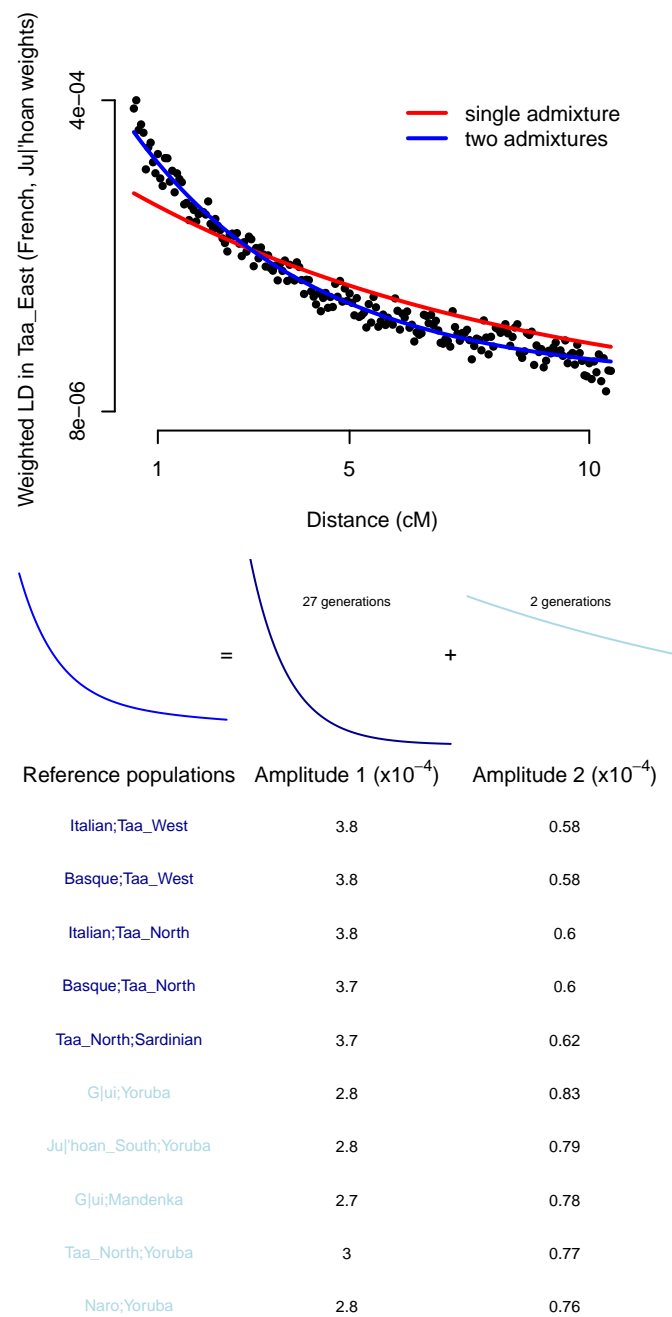 Weighted LD in Taa_East (French, Ju|'hoan weights)
4e−04
8e−06
single admixture
two admixtures
1 5 10
Distance (cM)
27 generations 2 generations
= +
Reference populations Amplitude 1 (x10⁻⁴) Amplitude 2 (x10⁻⁴)
Italian;Taa_West 3.8 0.58
Basque;Taa_West 3.8 0.58
Italian;Taa_North 3.8 0.6
Basque;Taa_North 3.7 0.6
Taa_North;Sardinian 3.7 0.62
G|ui;Yoruba 2.8 0.83
Ju|'hoan_South;Yoruba 2.8 0.79
G|ui;Mandenka 2.7 0.78
Taa_North;Yoruba 3 0.77
Naro;Yoruba 2.8 0.76